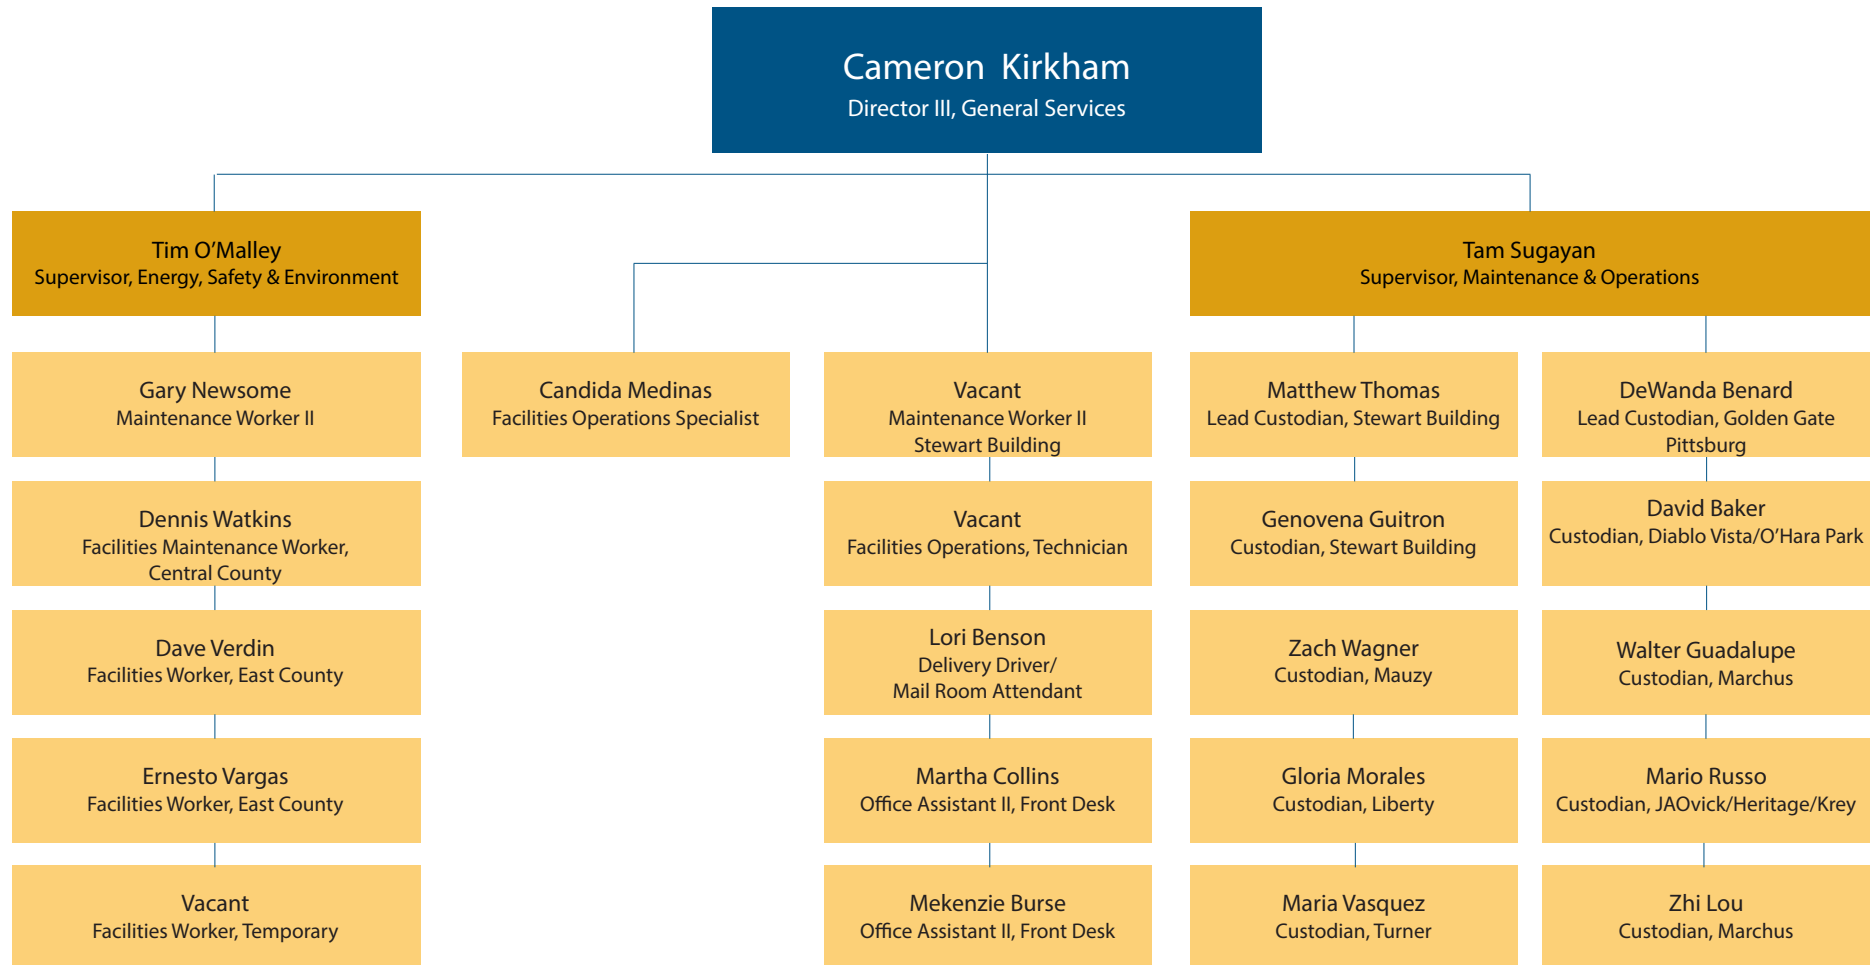 Cameron Kirkham
Director III, General Services
Tim O’Malley
Supervisor, Energy, Safety & Environment
Tam Sugayan
Supervisor, Maintenance & Operations
Gary Newsome
Maintenance Worker II
Candida Medinas
Facilities Operations Specialist
Vacant
Maintenance Worker II
Stewart Building
Matthew Thomas
Lead Custodian, Stewart Building
DeWanda Benard
Lead Custodian, Golden Gate
Pittsburg
Dennis Watkins
Facilities Maintenance Worker,
Central County
Vacant
Facilities Operations, Technician
Genovena Guitron
Custodian, Stewart Building
David Baker
Custodian, Diablo Vista/O’Hara Park
Dave Verdin
Facilities Worker, East County
Lori Benson
Delivery Driver/
Mail Room Attendant
Zach Wagner
Custodian, Mauzy
Walter Guadalupe
Custodian, Marchus
Ernesto Vargas
Facilities Worker, East County
Martha Collins
Office Assistant II, Front Desk
Gloria Morales
Custodian, Liberty
Mario Russo
Custodian, JAOvick/Heritage/Krey
Vacant
Facilities Worker, Temporary
Mekenzie Burse
Office Assistant II, Front Desk
Maria Vasquez
Custodian, Turner
Zhi Lou
Custodian, Marchus